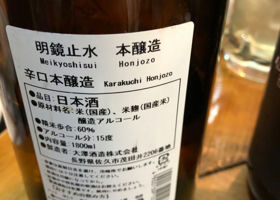 明鏡止水 本醸造
Meikyoshisui Honjozo
辛口本醸造 Karakuchi Honjozo
●品目:日本酒
●原材料名:米(国産)、米麹(国産)
醸造アルコール
●精米歩合:60%
●アルコール分:15度
●内容量:1800ml
●製造者:大澤酒造株式会社
長野県佐久市茂田井2206番地